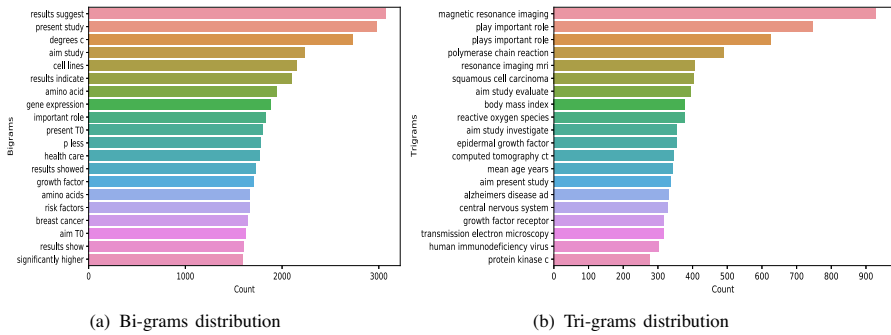 results suggest
present study
degrees c
aim study
cell lines
results indicate
amino acid
gene expression
important role
present T0
p less
health care
results showed
growth factor
amino acids
risk factors
breast cancer
aim T0
results show
significantly higher
Bigrams
0 1000 2000 3000
Count
(a) Bi-grams distribution
magnetic resonance imaging
play important role
plays important role
polymerase chain reaction
resonance imaging mri
squamous cell carcinoma
aim study evaluate
body mass index
reactive oxygen species
aim study investigate
epidermal growth factor
computed tomography ct
mean age years
aim present study
alzheimers disease ad
central nervous system
growth factor receptor
transmission electron microscopy
human immunodeficiency virus
protein kinase c
Trigrams
0 100 200 300 400 500 600 700 800 900
Count
(b) Tri-grams distribution